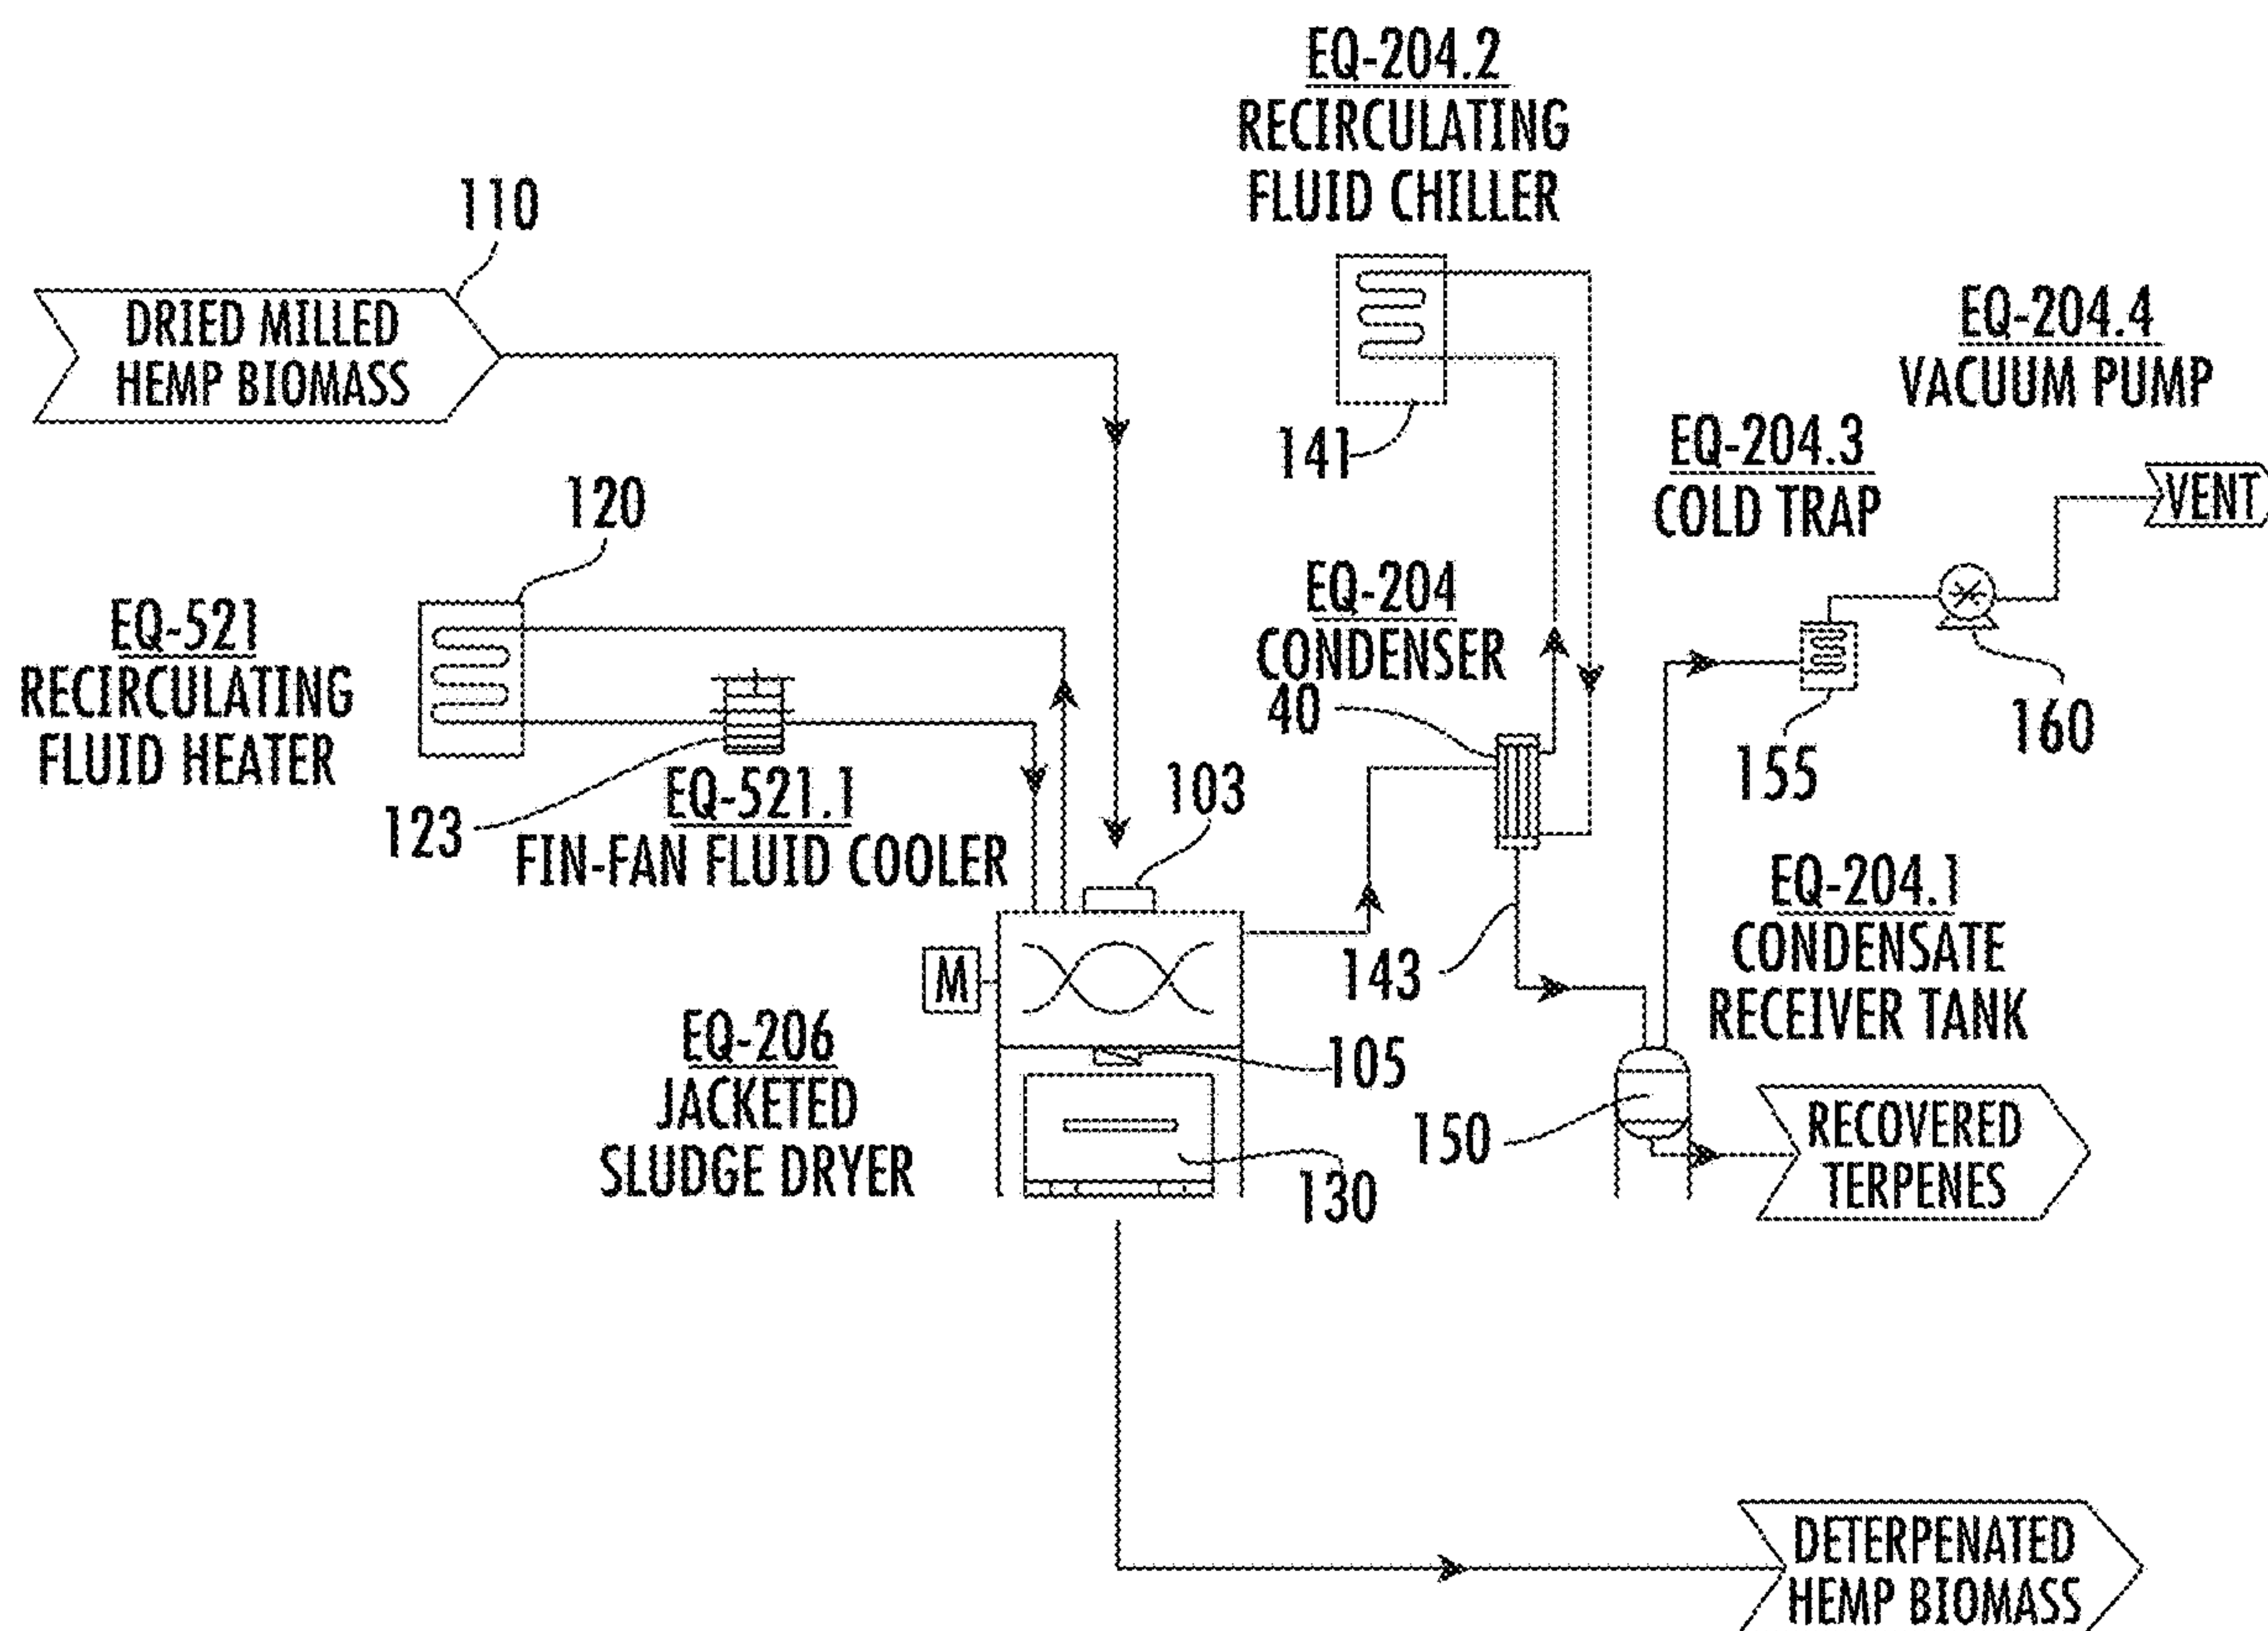 EQ-204.2
RECIRCULATING
FLUID CHILLER
110
DRIED MILLED
HEMP BIOMASS
141
EQ-204.4
VACUUM PUMP
EQ-204.3
COLD TRAP
VENT
120
EQ-521
RECIRCULATING
FLUID HEATER
EQ-204
CONDENSER
40
160
155
123
EQ-521.1
FIN-FAN FLUID COOLER
103
143
EQ-204.1
CONDENSATE
RECEIVER TANK
M
EQ-206
JACKETED
SLUDGE DRYER
105
130
150
RECOVERED
TERPENES
DETERPENATED
HEMP BIOMASS